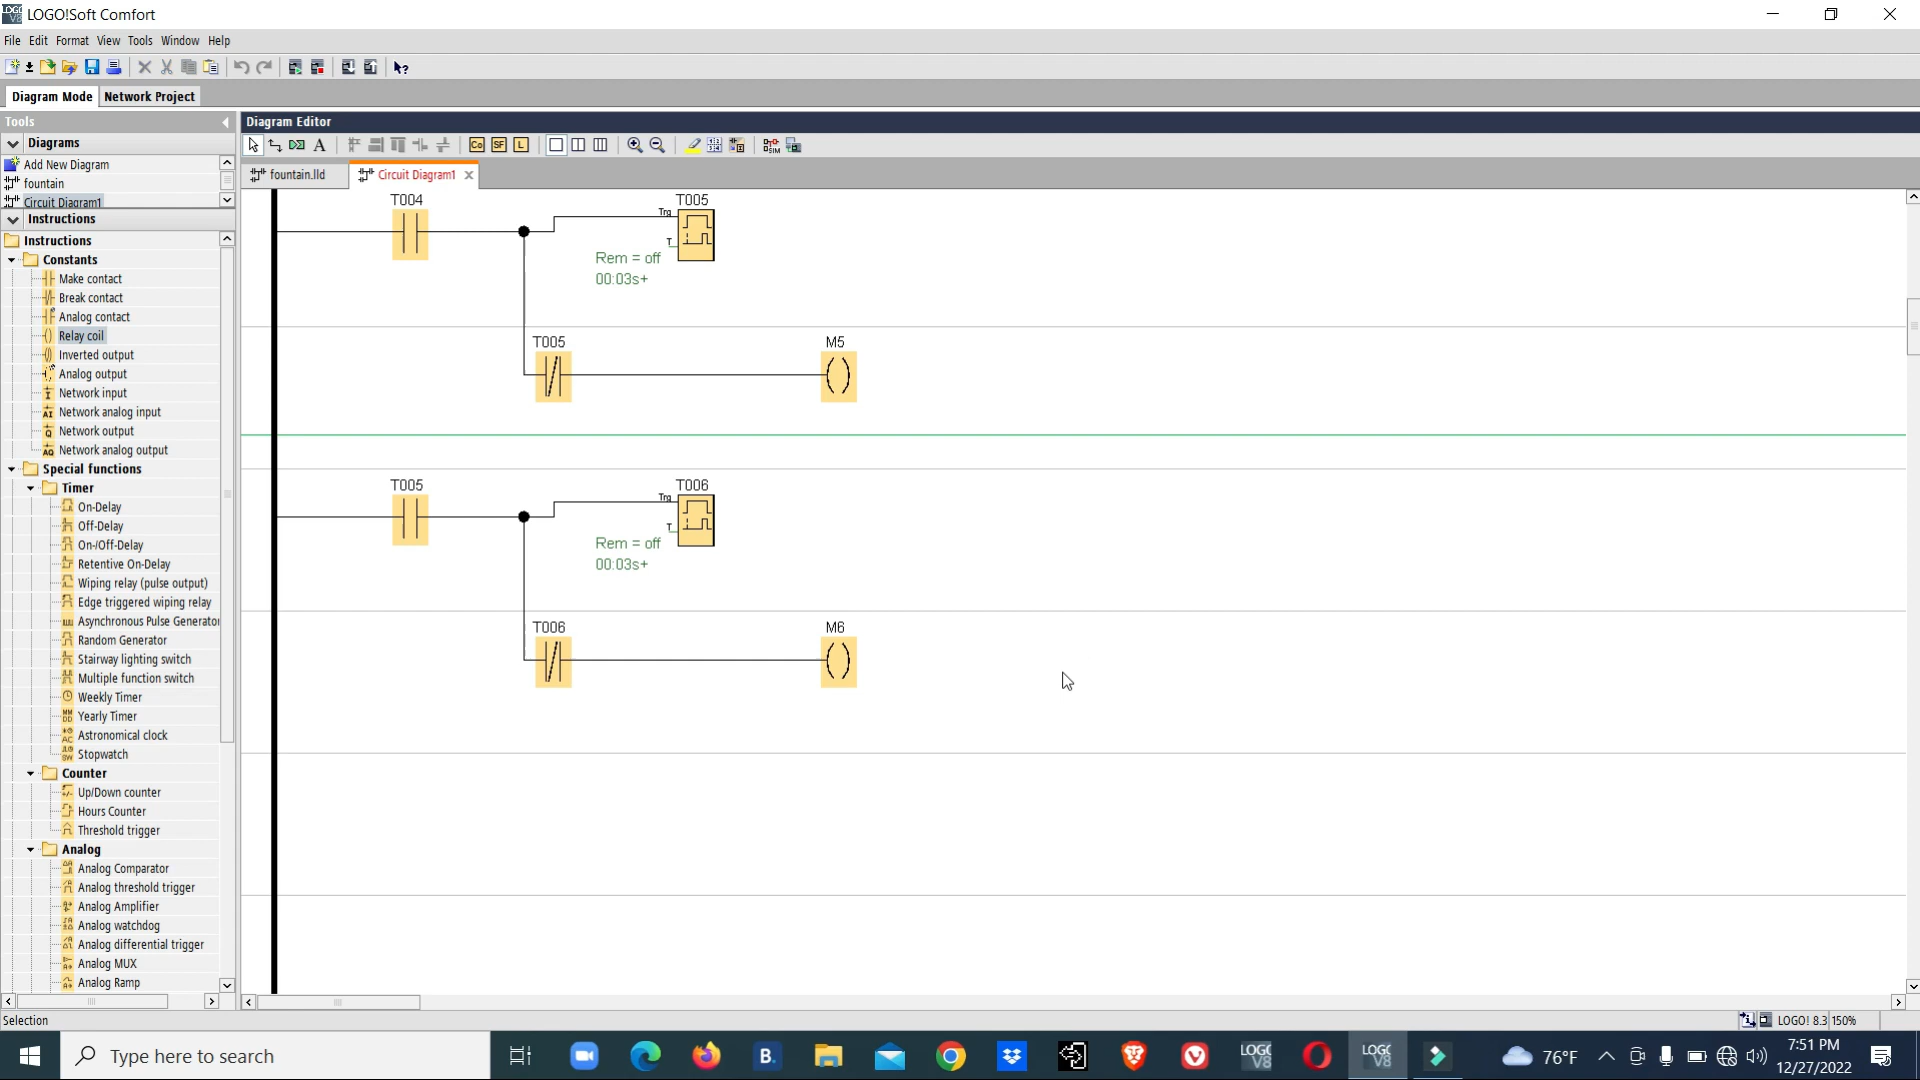 LOGO!Soft Comfort
File Edit Format View Tools Window Help
Diagram Mode Network Project
Tools
Diagrams
Add New Diagram
fountain
Circuit Diagram1
Instructions
Instructions
Constants
Make contact
Break contact
Analog contact
Relay coil
Inverted output
Analog output
Network input
Network analog input
Network output
Network analog output
Special functions
Timer
On-Delay
Off-Delay
On-/Off-Delay
Retentive On-Delay
Wiping relay (pulse output)
Edge triggered wiping relay
Asynchronous Pulse Generator
Random Generator
Stairway lighting switch
Multiple function switch
Weekly Timer
Yearly Timer
Astronomical clock
Stopwatch
Counter
Up/Down counter
Hours Counter
Threshold trigger
Analog
Analog Comparator
Analog threshold trigger
Analog Amplifier
Analog watchdog
Analog differential trigger
Analog MUX
Analog Ramp
Diagram Editor
A Co SF L
fountain.lld Circuit Diagram1
T004 T005
Trg
T
Rem = off
00:03s+
T005 M5
T005 T006
Trg
T
Rem = off
00:03s+
T006 M6
Selection
LOGO! 8.3 150%
Type here to search
76°F
7:51 PM
12/27/2022